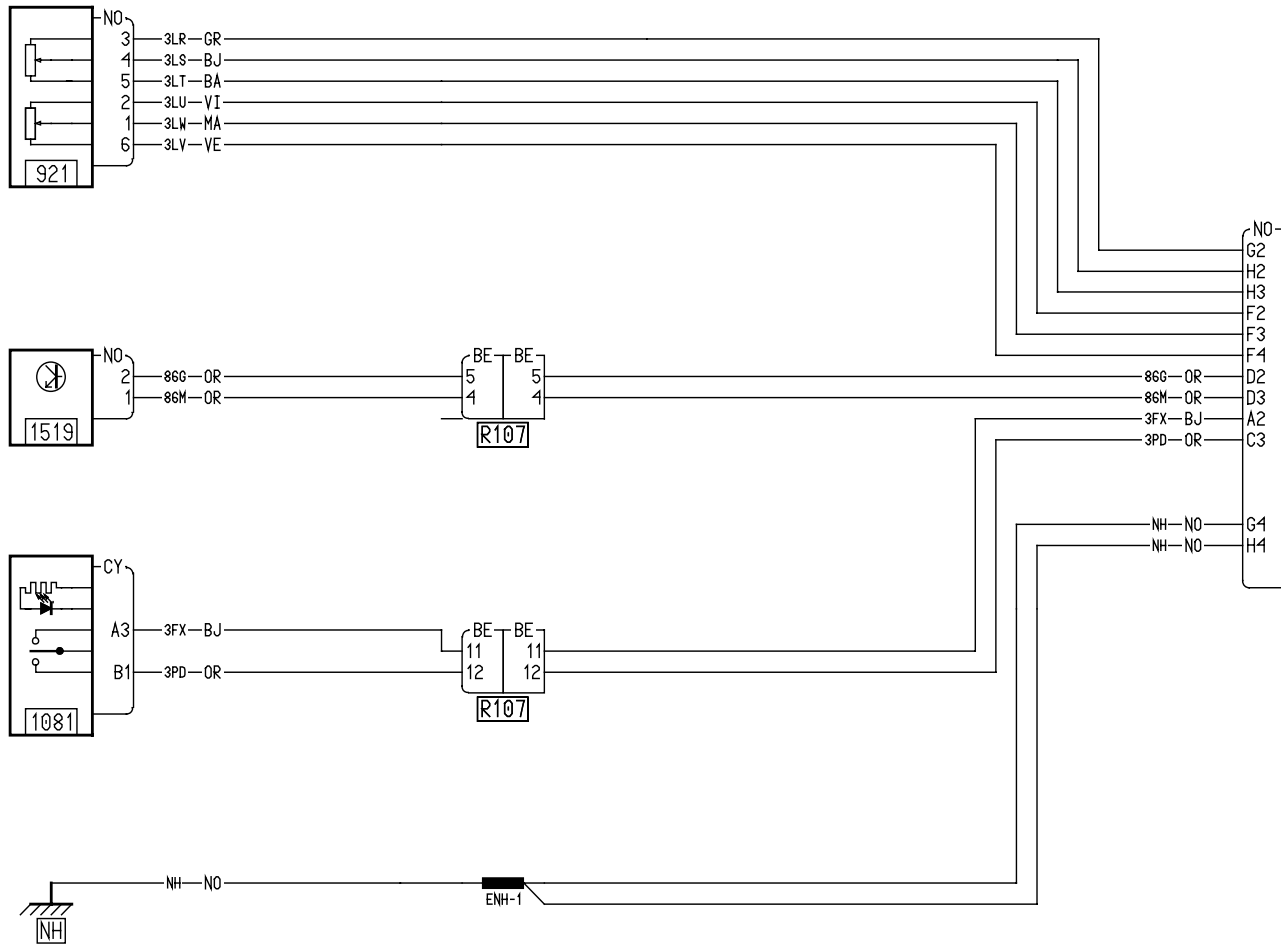 NO
3 3LR GR
4 3LS BJ
5 3LT BA
2 3LU VI
1 3LW MA
6 3LV VE
921
NO
G2
H2
H3
F2
F3
F4
NO BE BE
2 86G OR 5 5 86G OR D2
1 86M OR 4 4 86M OR D3
3FX BJ A2
1519 R107
3PD OR C3
NH NO G4
NH NO H4
CY
A3 3FX BJ BE BE
11 11
B1 3PD OR 12 12
1081 R107
NH NO
ENH-1
NH